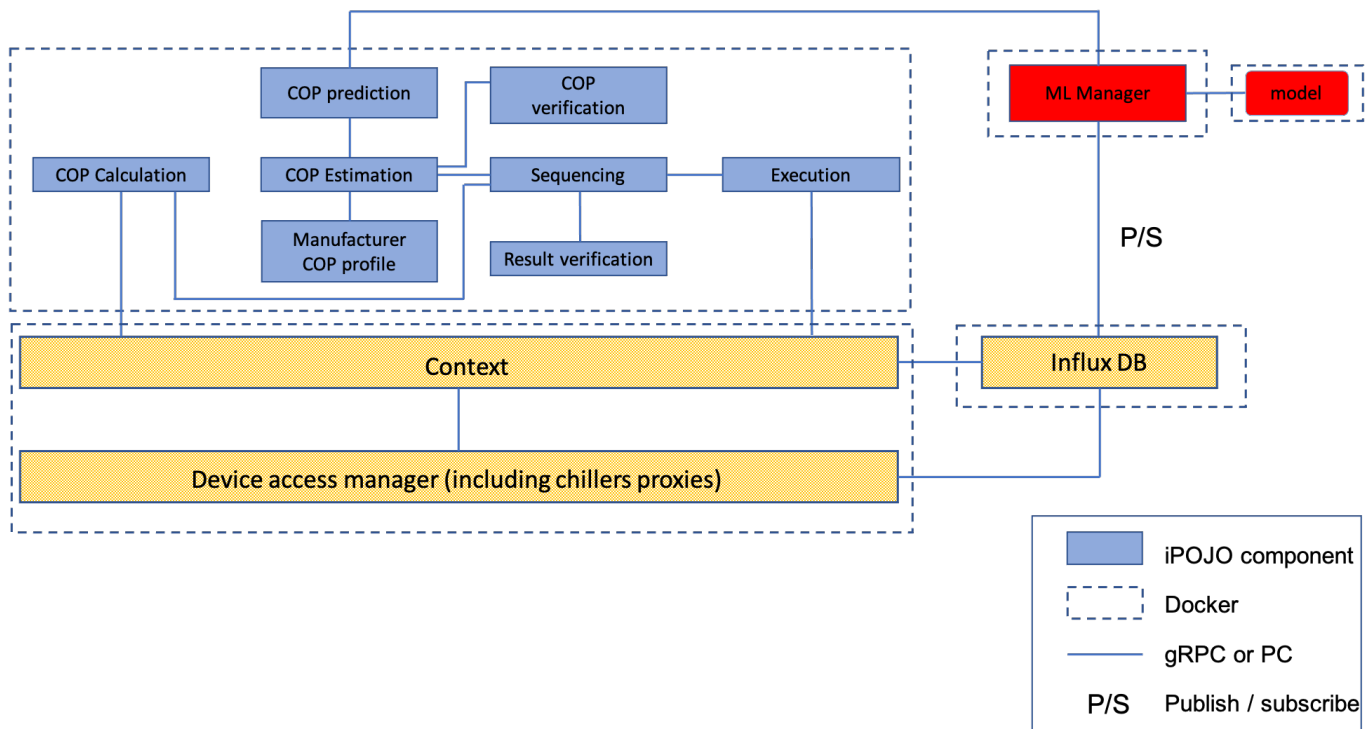 COP prediction
COP
verification
ML Manager
model
COP Calculation
COP Estimation
Sequencing
Execution
Manufacturer
COP profile
Result verification
P/S
Context
Influx DB
Device access manager (including chillers proxies)
iPOJO component
Docker
gRPC or PC
P/S Publish / subscribe